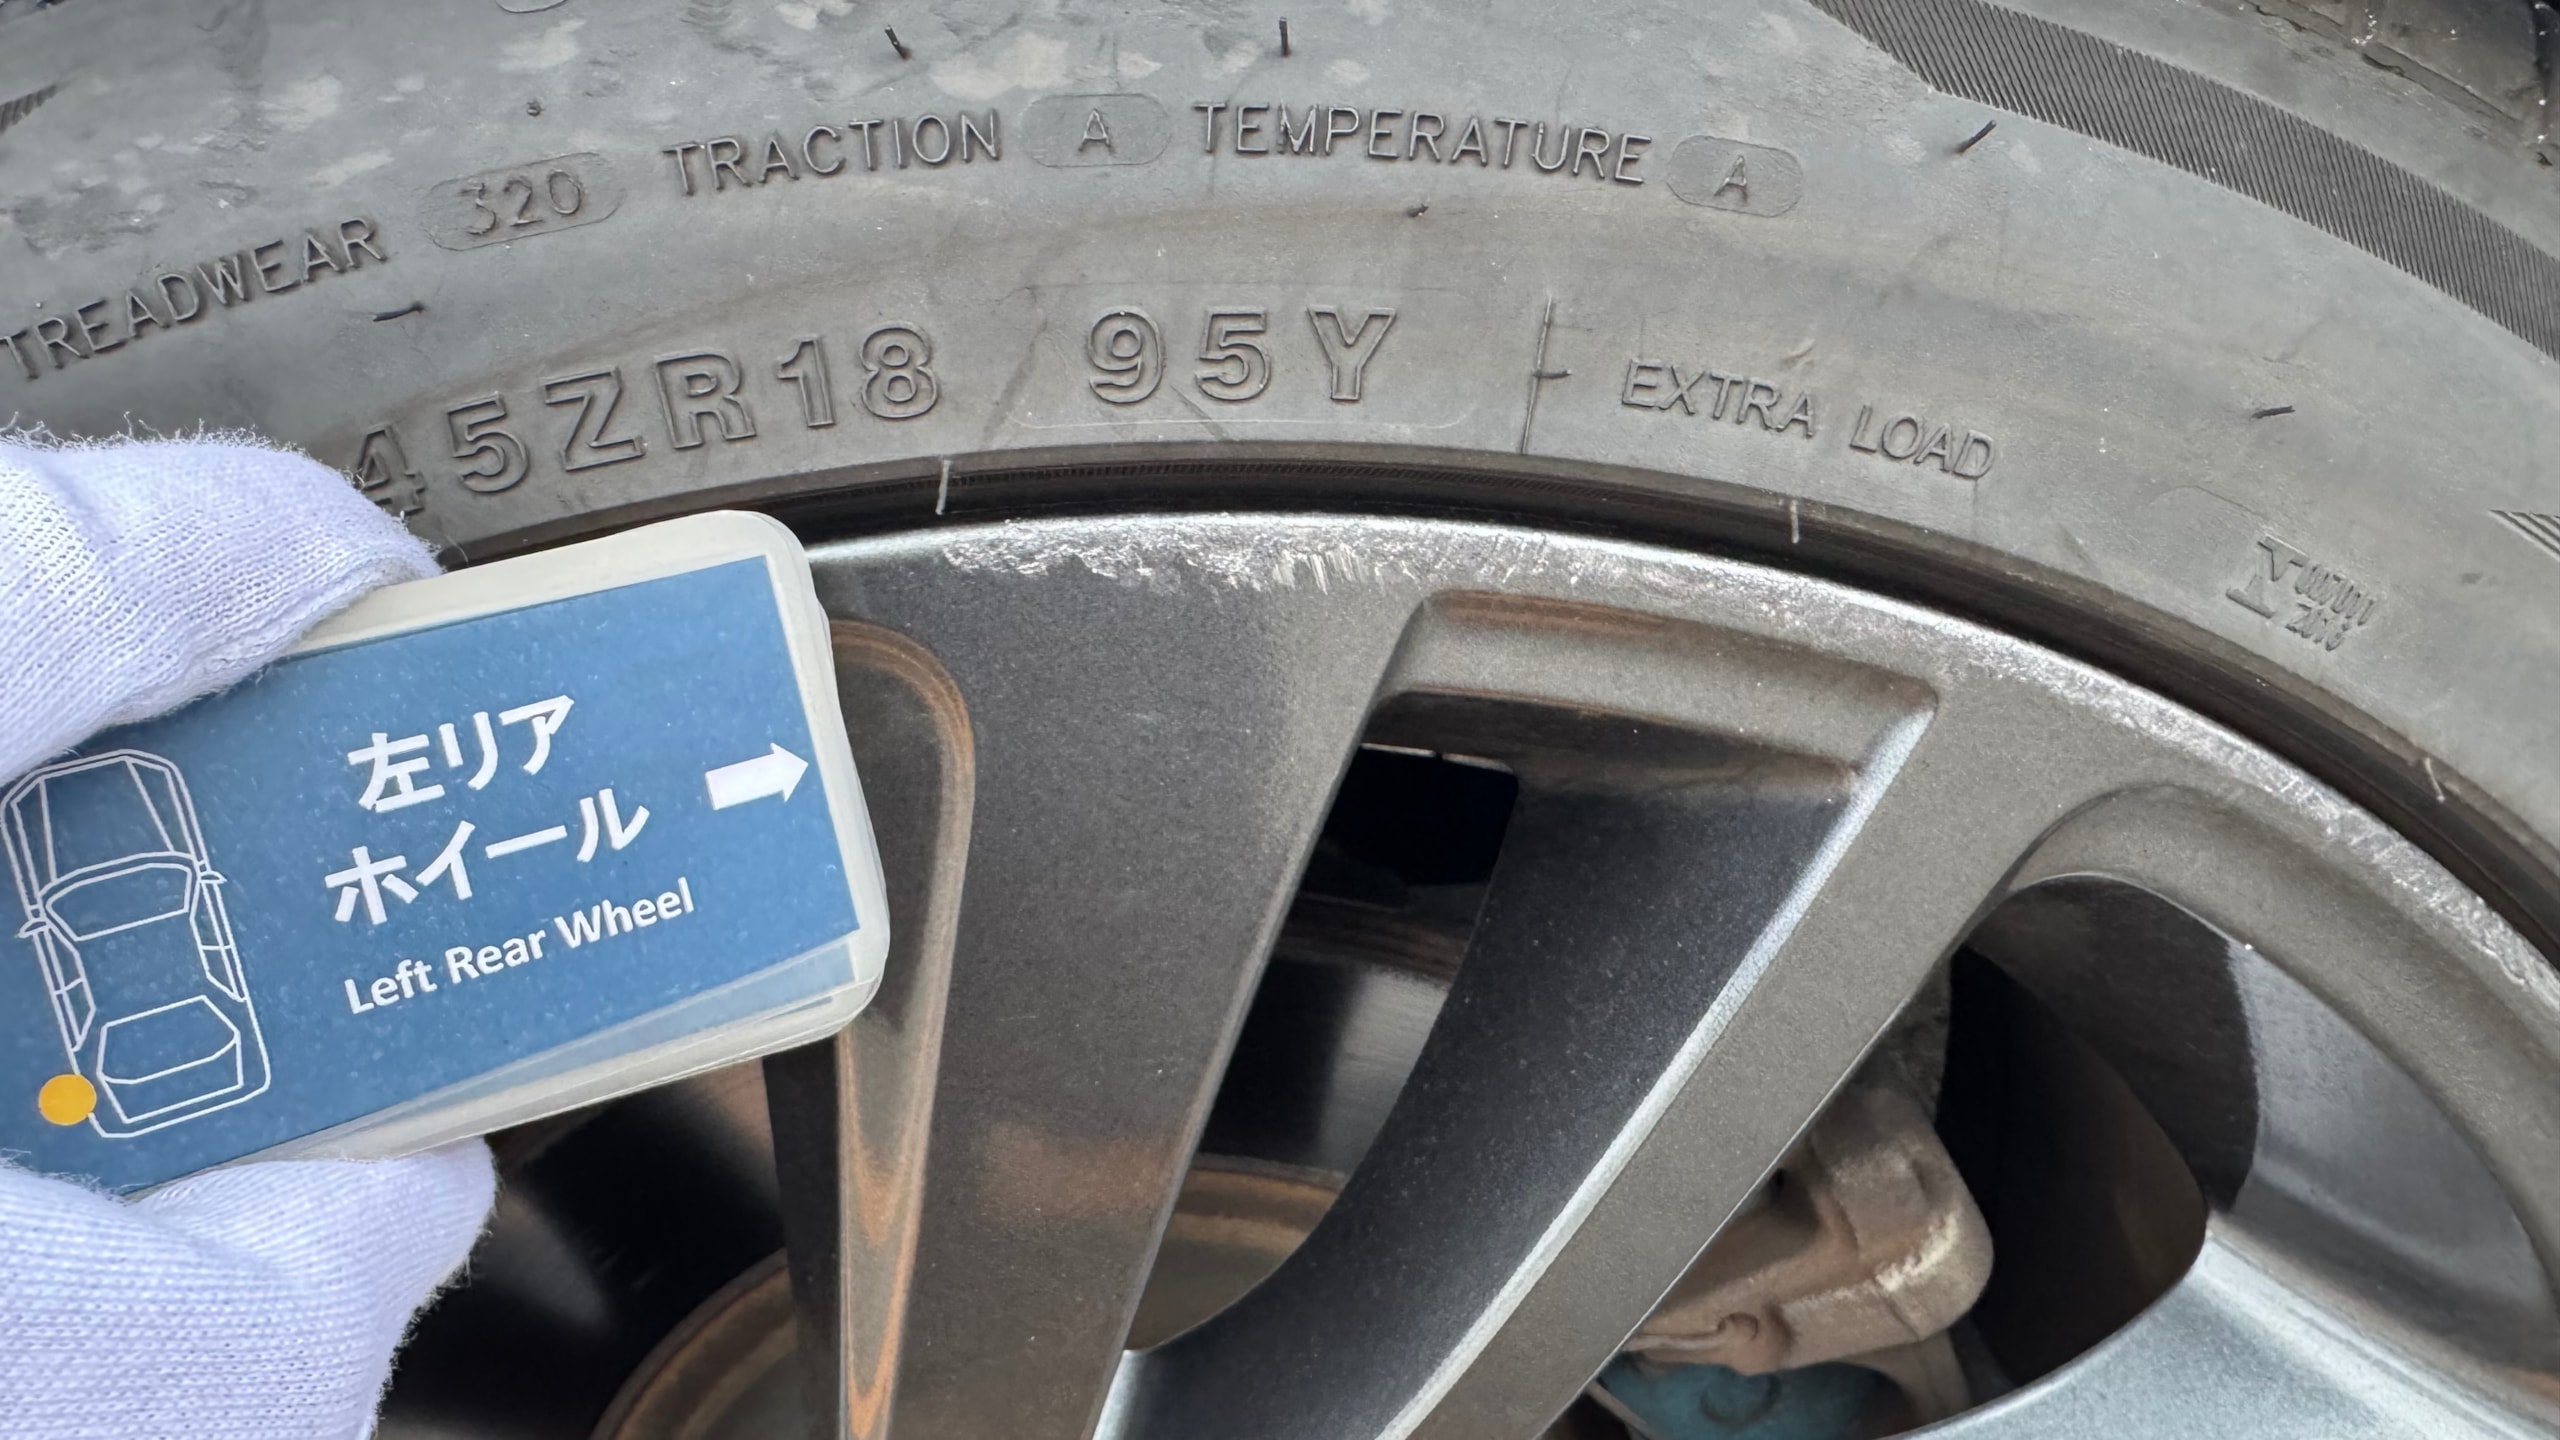 TREADWEAR 320 TRACTION A TEMPERATURE A
45ZR18 95Y EXTRA LOAD
左リア
ホイール
Left Rear Wheel